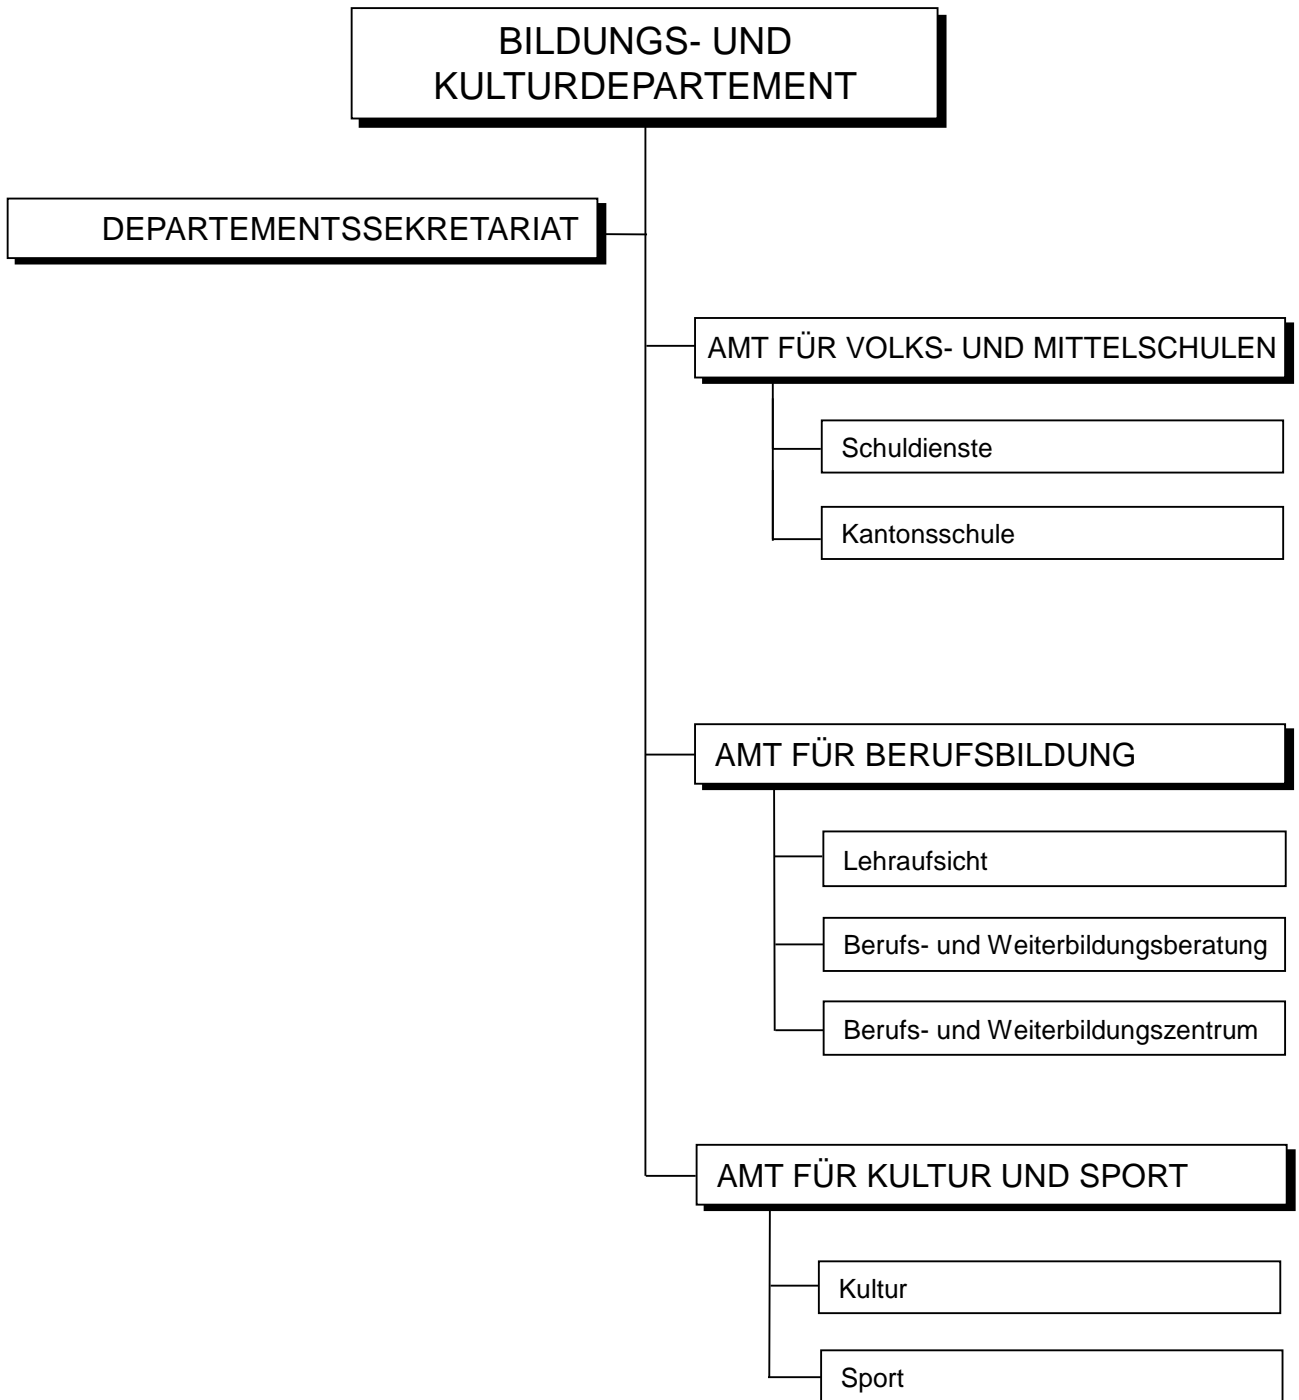 BILDUNGS- UND
KULTURDEPARTEMENT
DEPARTEMENTSSEKRETARIAT
AMT FÜR VOLKS- UND MITTELSCHULEN
Schuldienste
Kantonsschule
AMT FÜR BERUFSBILDUNG
Lehraufsicht
Berufs- und Weiterbildungsberatung
Berufs- und Weiterbildungszentrum
AMT FÜR KULTUR UND SPORT
Kultur
Sport